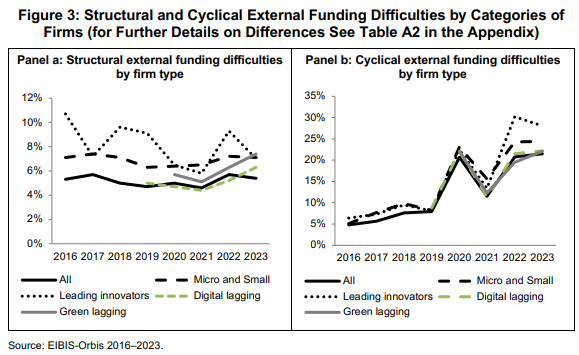 Figure 3: Structural and Cyclical External Funding Difficulties by Categories of
Firms (for Further Details on Differences See Table A2 in the Appendix)
Panel a: Structural external funding difficulties
by firm type
12%
10%
8%
6%
4%
2%
0%
2016 2017 2018 2019 2020 2021 2022 2023
All
Micro and Small
Leading innovators
Digital lagging
Green lagging
Panel b: Cyclical external funding difficulties
by firm type
35%
30%
25%
20%
15%
10%
5%
0%
2016 2017 2018 2019 2020 2021 2022 2023
All
Micro and Small
Leading innovators
Digital lagging
Green lagging
Source: EIBIS-Orbis 2016–2023.